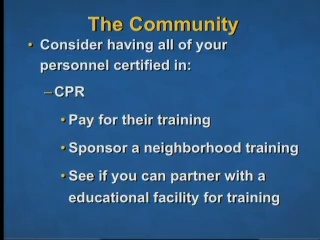 The Community
• Consider having all of your
personnel certified in:
–CPR
• Pay for their training
• Sponsor a neighborhood training
• See if you can partner with a
educational facility for training